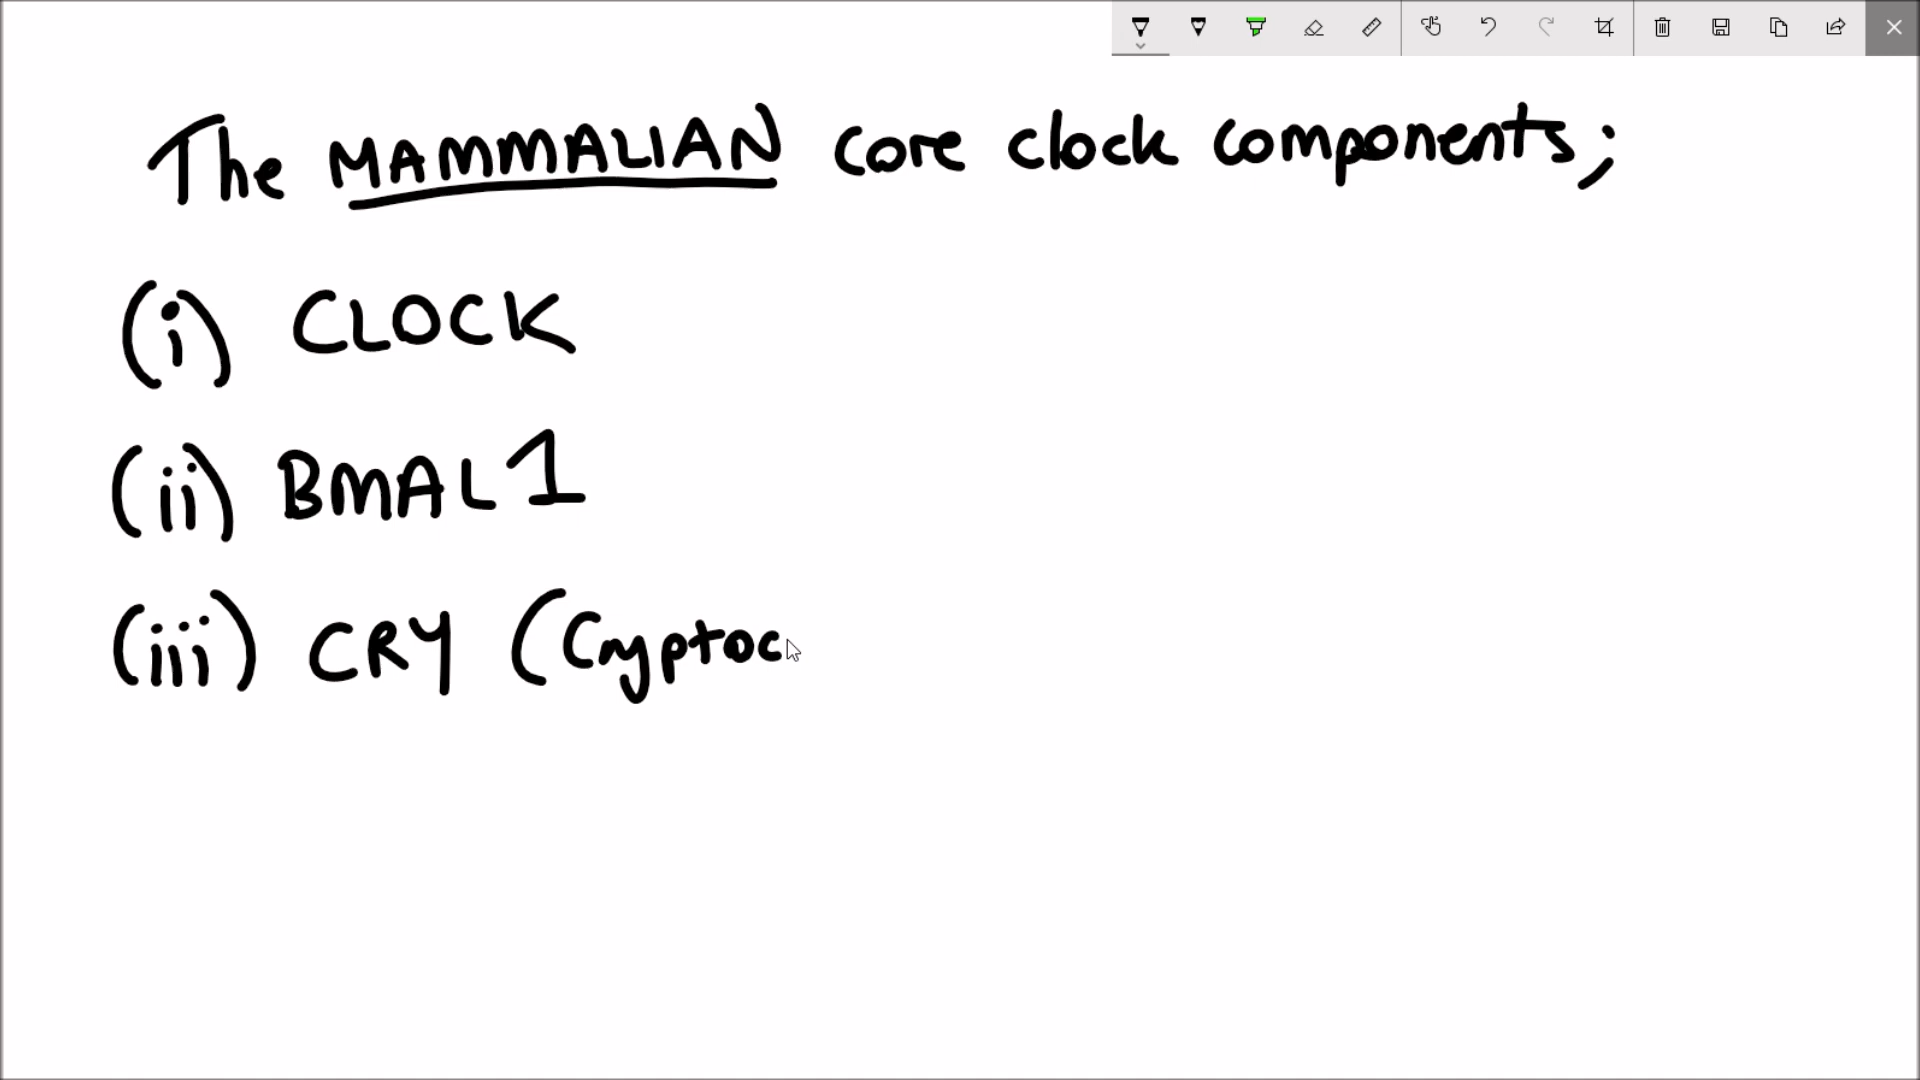 The MAMMALIAN core clock components;
(i) CLOCK
(ii) BMAL1
(iii) CRY (Cryptoc